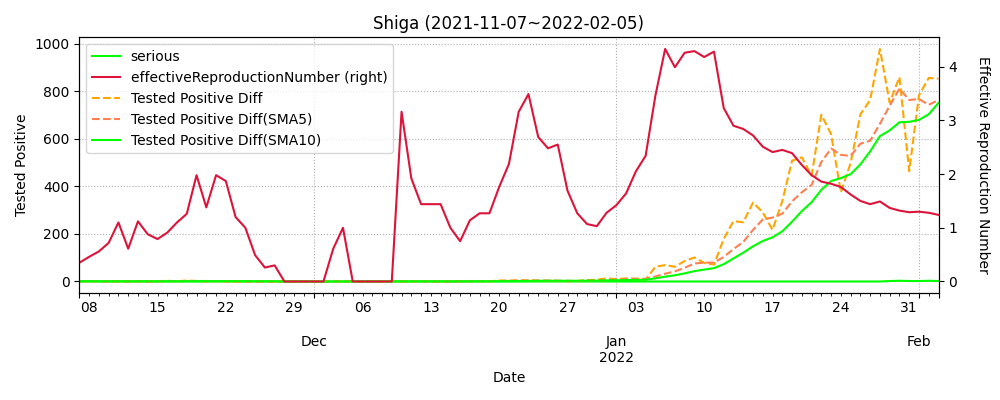 Shiga (2021-11-07~2022-02-05)
serious
effectiveReproductionNumber (right)
Tested Positive Diff
Tested Positive Diff(SMA5)
Tested Positive Diff(SMA10)
1000
800
600
400
200
0
Tested Positive
4
3
2
1
0
Effective Reproduction Number
08 15 22 29 06 13 20 27 03 10 17 24 31
Dec Jan Feb
2022
Date